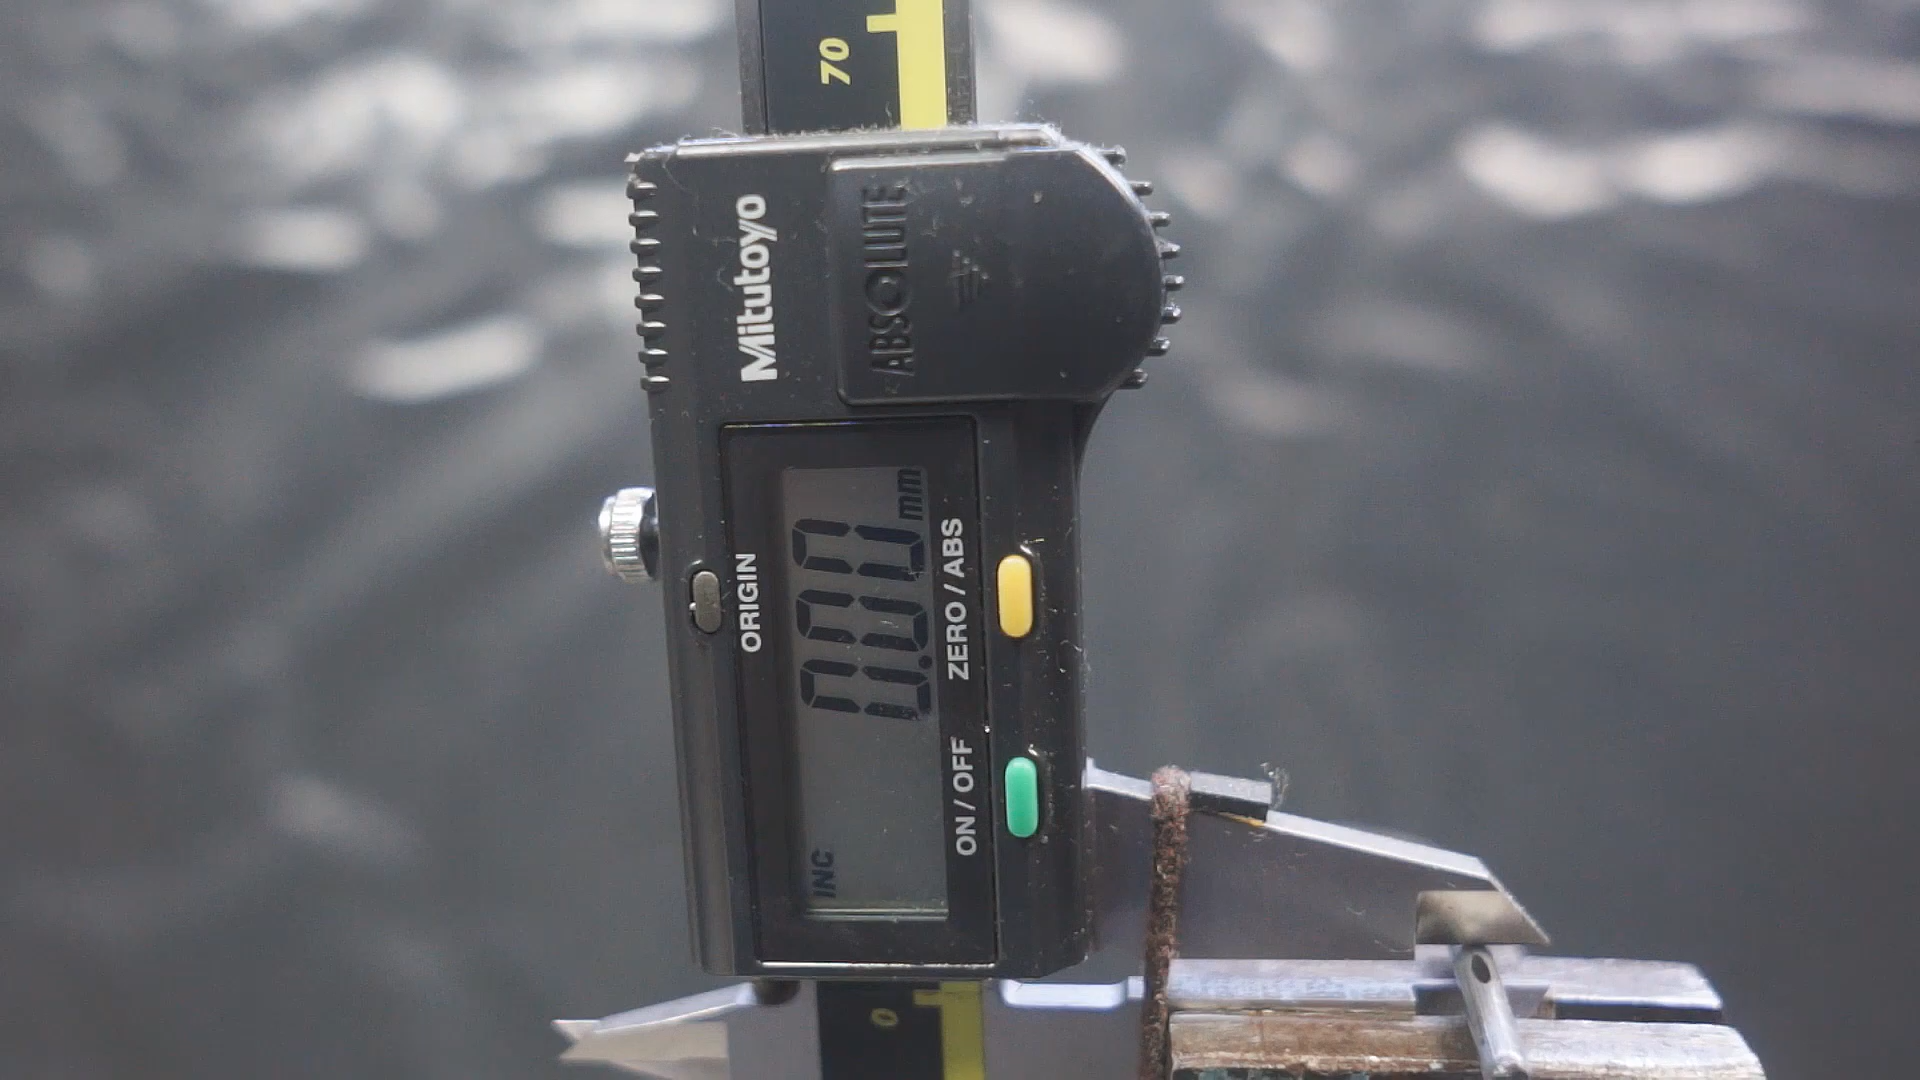 70
Mitutoyo
ABSOLUTE
ORIGIN
INC
0.00 mm
ZERO / ABS
ON / OFF
0